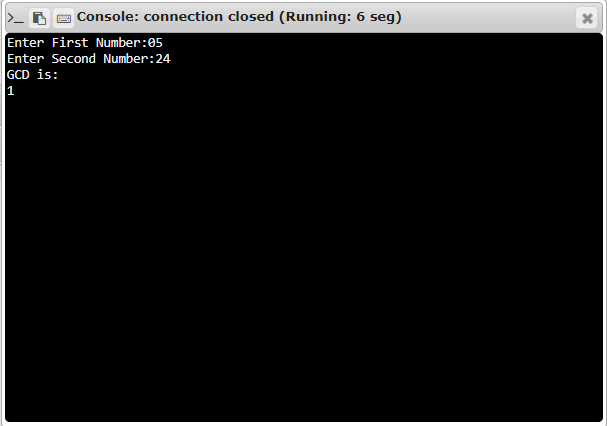 >_ Console: connection closed (Running: 6 seg)
Enter First Number:05
Enter Second Number:24
GCD is:
1